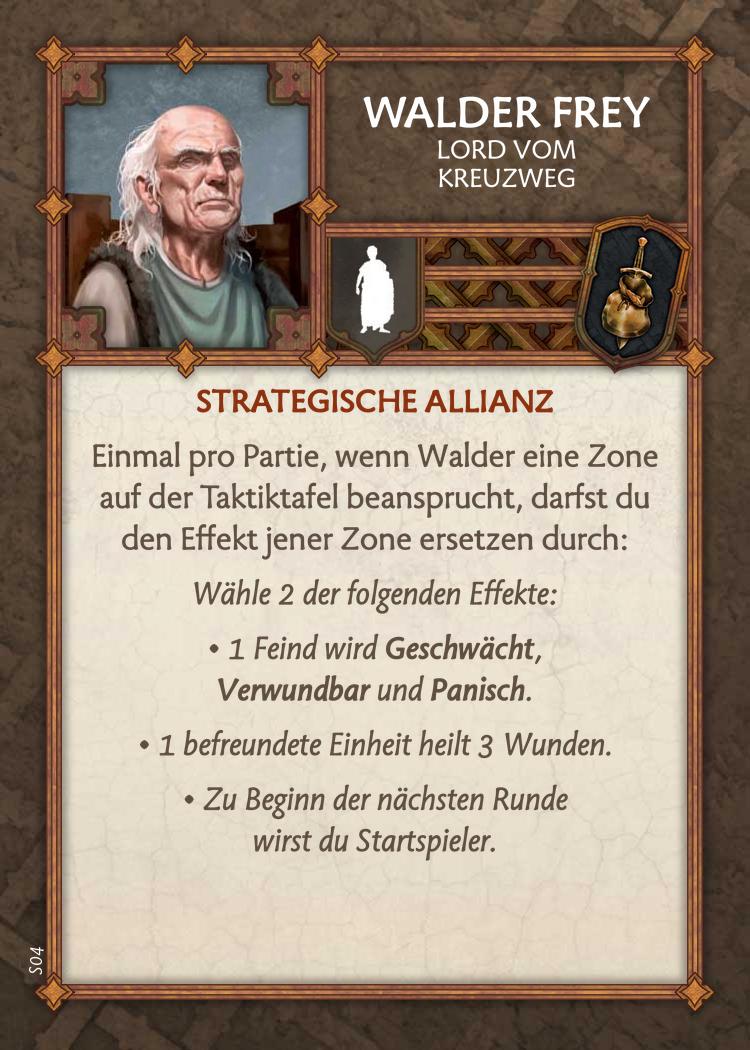 WALDER FREY
LORD VOM
KREUZWEG
STRATEGISCHE ALLIANZ
Einmal pro Partie, wenn Walder eine Zone
auf der Taktiktafel beansprucht, darfst du
den Effekt jener Zone ersetzen durch:
Wähle 2 der folgenden Effekte:
• 1 Feind wird Geschwächt,
Verwundbar und Panisch.
• 1 befreundete Einheit heilt 3 Wunden.
• Zu Beginn der nächsten Runde
wirst du Startspieler.
S04